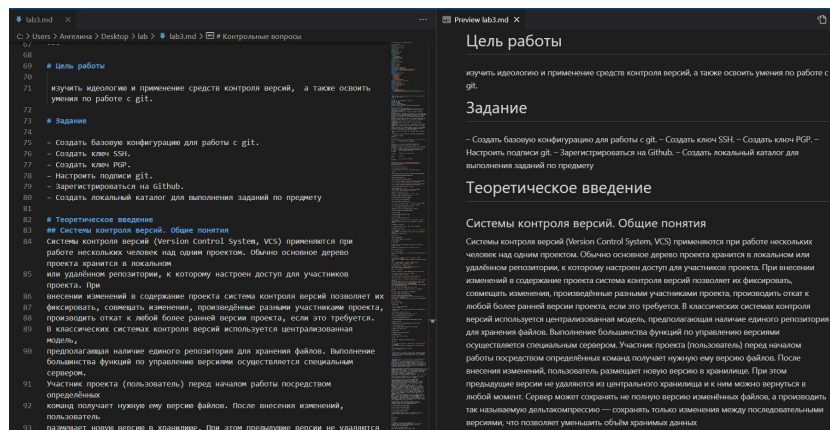 lab3.md ×
C: > Users > Ангелина > Desktop > lab > lab3.md > # Контрольные вопросы
67
68
69 # Цель работы
70
71 изучить идеологию и применение средств контроля версий, а также освоить
умения по работе с git.
72
73 # Задание
74
75 – Создать базовую конфигурацию для работы с git.
76 – Создать ключ SSH.
77 – Создать ключ PGP.
78 – Настроить подписи git.
79 – Зарегистрироваться на Github.
80 – Создать локальный каталог для выполнения заданий по предмету
81
82 # Теоретическое введение
83 ## Системы контроля версий. Общие понятия
84 Системы контроля версий (Version Control System, VCS) применяются при
работе нескольких человек над одним проектом. Обычно основное дерево
проекта хранится в локальном
85 или удалённом репозитории, к которому настроен доступ для участников
проекта. При
86 внесении изменений в содержание проекта система контроля версий позволяет их
87 фиксировать, совмещать изменения, произведённые разными участниками проекта,
88 производить откат к любой более ранней версии проекта, если это требуется.
89 В классических системах контроля версий используется централизованная
модель,
90 предполагающая наличие единого репозитория для хранения файлов. Выполнение
большинства функций по управлению версиями осуществляется специальным
сервером.
91 Участник проекта (пользователь) перед началом работы посредством
определённых
92 команд получает нужную ему версию файлов. После внесения изменений,
пользователь
93 размещает новую версию в хранилище. При этом предыдущие версии не удаляются
Preview lab3.md ×
Цель работы
изучить идеологию и применение средств контроля версий, а также освоить умения по работе с
git.
Задание
– Создать базовую конфигурацию для работы с git. – Создать ключ SSH. – Создать ключ PGP. –
Настроить подписи git. – Зарегистрироваться на Github. – Создать локальный каталог для
выполнения заданий по предмету
Теоретическое введение
Системы контроля версий. Общие понятия
Системы контроля версий (Version Control System, VCS) применяются при работе нескольких
человек над одним проектом. Обычно основное дерево проекта хранится в локальном или
удалённом репозитории, к которому настроен доступ для участников проекта. При внесении
изменений в содержание проекта система контроля версий позволяет их фиксировать,
совмещать изменения, произведённые разными участниками проекта, производить откат к
любой более ранней версии проекта, если это требуется. В классических системах контроля
версий используется централизованная модель, предполагающая наличие единого репозитория
для хранения файлов. Выполнение большинства функций по управлению версиями
осуществляется специальным сервером. Участник проекта (пользователь) перед началом
работы посредством определённых команд получает нужную ему версию файлов. После
внесения изменений, пользователь размещает новую версию в хранилище. При этом
предыдущие версии не удаляются из центрального хранилища и к ним можно вернуться в
любой момент. Сервер может сохранять не полную версию изменённых файлов, а производить
так называемую дельтакомпрессию — сохранять только изменения между последовательными
версиями, что позволяет уменьшить объём хранимых данных